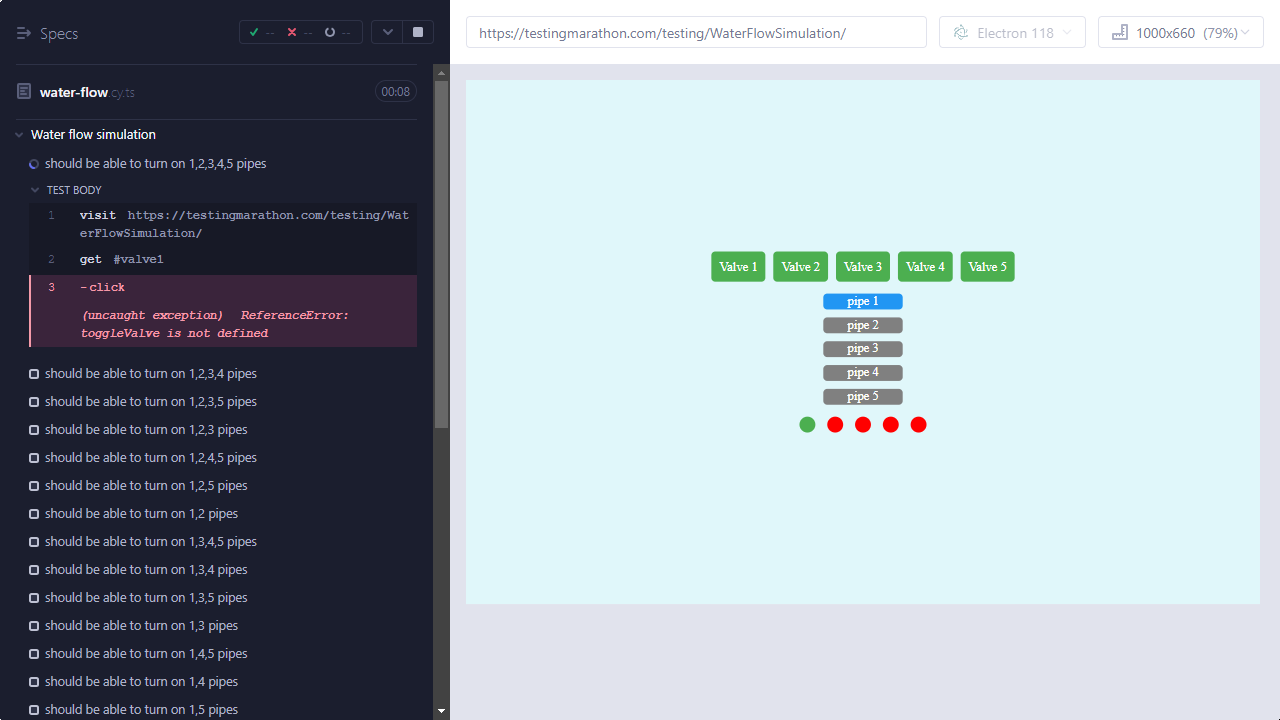 Specs
-- -- --
water-flow.cy.ts
00:08
Water flow simulation
should be able to turn on 1,2,3,4,5 pipes
TEST BODY
1 visit https://testingmarathon.com/testing/Wat
erFlowSimulation/
2 get #valve1
3 -click
(uncaught exception) ReferenceError:
toggleValve is not defined
should be able to turn on 1,2,3,4 pipes
should be able to turn on 1,2,3,5 pipes
should be able to turn on 1,2,3 pipes
should be able to turn on 1,2,4,5 pipes
should be able to turn on 1,2,5 pipes
should be able to turn on 1,2 pipes
should be able to turn on 1,3,4,5 pipes
should be able to turn on 1,3,4 pipes
should be able to turn on 1,3,5 pipes
should be able to turn on 1,3 pipes
should be able to turn on 1,4,5 pipes
should be able to turn on 1,4 pipes
should be able to turn on 1,5 pipes
https://testingmarathon.com/testing/WaterFlowSimulation/
Electron 118
1000x660 (79%)
Valve 1 Valve 2 Valve 3 Valve 4 Valve 5
pipe 1
pipe 2
pipe 3
pipe 4
pipe 5